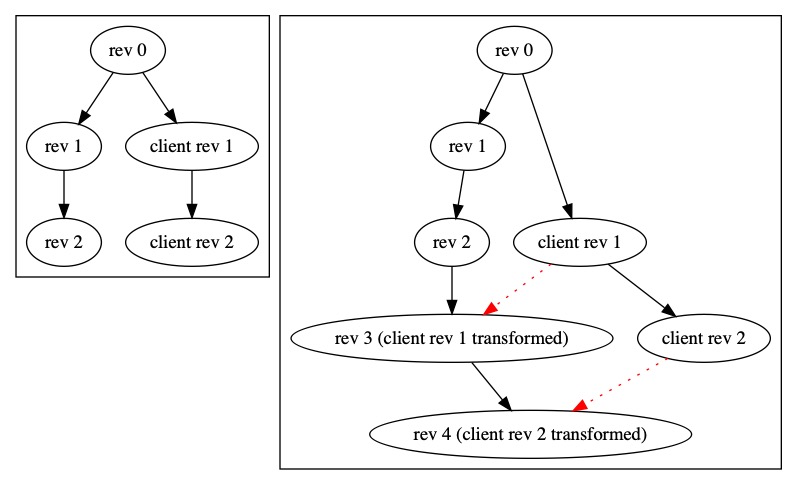 rev 0
rev 1
client rev 1
rev 2
client rev 2
rev 0
rev 1
rev 2
client rev 1
rev 3 (client rev 1 transformed)
client rev 2
rev 4 (client rev 2 transformed)